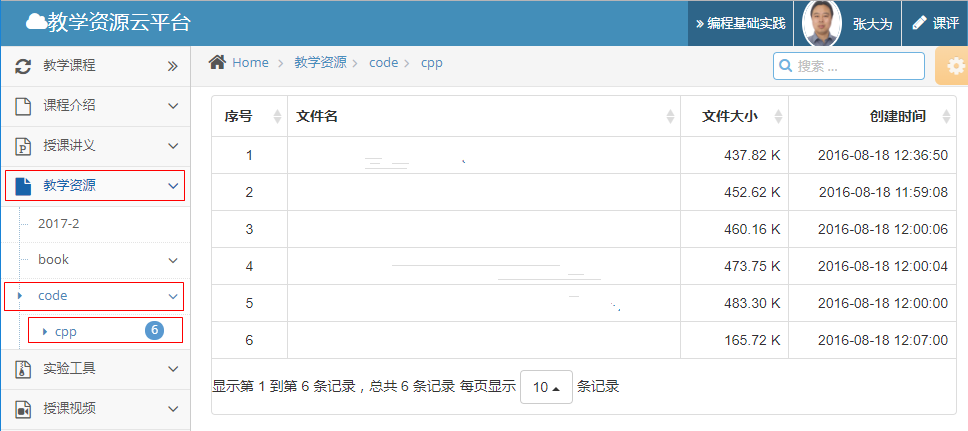 教学资源云平台
编程基础实践
张大为
课评
教学课程
课程介绍
授课讲义
教学资源
2017-2
book
code
cpp 6
实验工具
授课视频
Home > 教学资源 > code > cpp
搜索 ...
序号 文件名 文件大小 创建时间
1 437.82 K 2016-08-18 12:36:50
2 452.62 K 2016-08-18 11:59:08
3 460.16 K 2016-08-18 12:00:06
4 473.75 K 2016-08-18 12:00:04
5 483.30 K 2016-08-18 12:00:00
6 165.72 K 2016-08-18 12:07:00
显示第 1 到第 6 条记录，总共 6 条记录 每页显示 10 条记录